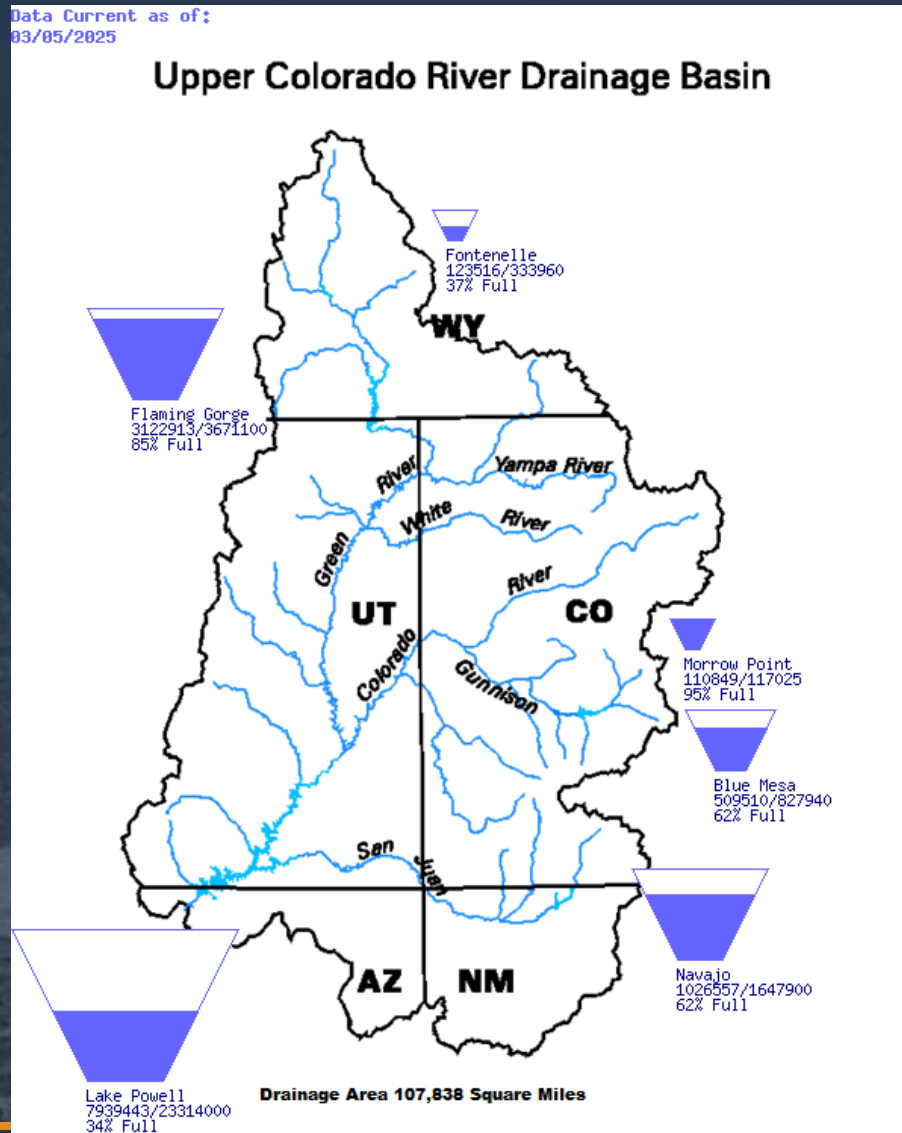 Data Current as of:
03/05/2025
Upper Colorado River Drainage Basin
Fontenelle
123516/333960
37% Full
WY
Flaming Gorge
3122913/3671100
85% Full
Yampa River
River
White
River
Green
River
UT
CO
Colorado
Gunnison
Morrow Point
110849/117025
95% Full
Blue Mesa
509510/827940
62% Full
San
Juan
Navajo
1026557/1647900
62% Full
AZ
NM
Lake Powell
7939443/23314000
34% Full
Drainage Area 107,838 Square Miles